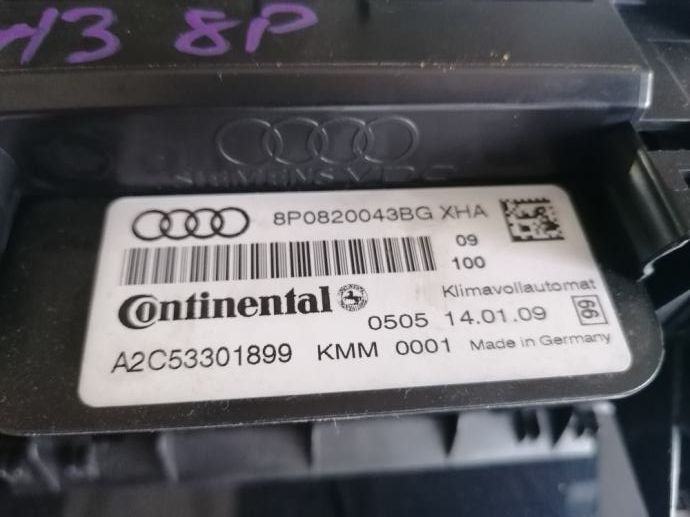 A3 8P
SIEMENS VDO
8P0820043BG XHA
09
100
Continental
Klimavollautomat
0505 14.01.09
66
A2C53301899 KMM 0001 Made in Germany